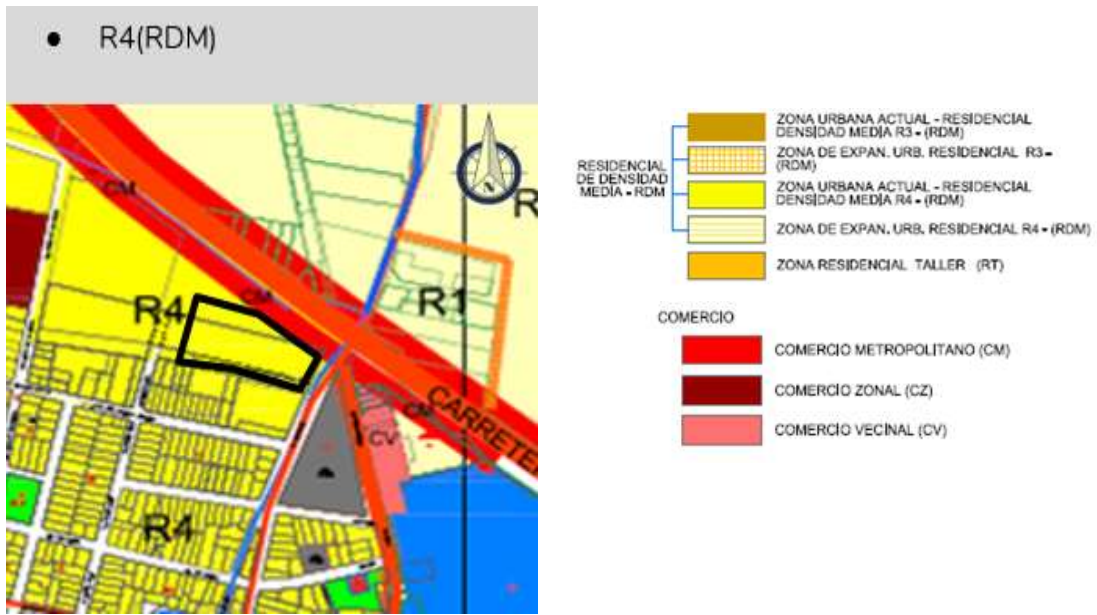 • R4(RDM)
CM
N
R
R4
CM
R1
CM
CARRETE
CV
R4
ZONA URBANA ACTUAL - RESIDENCIAL
DENSIDAD MEDIA R3 - (RDM)
ZONA DE EXPAN. URB. RESIDENCIAL R3 -
(RDM)
RESIDENCIAL
DE DENSIDAD
MEDIA - RDM
ZONA URBANA ACTUAL - RESIDENCIAL
DENSIDAD MEDIA R4 - (RDM)
ZONA DE EXPAN. URB. RESIDENCIAL R4 - (RDM)
ZONA RESIDENCIAL TALLER (RT)
COMERCIO
COMERCIO METROPOLITANO (CM)
COMERCIO ZONAL (CZ)
COMERCIO VECINAL (CV)